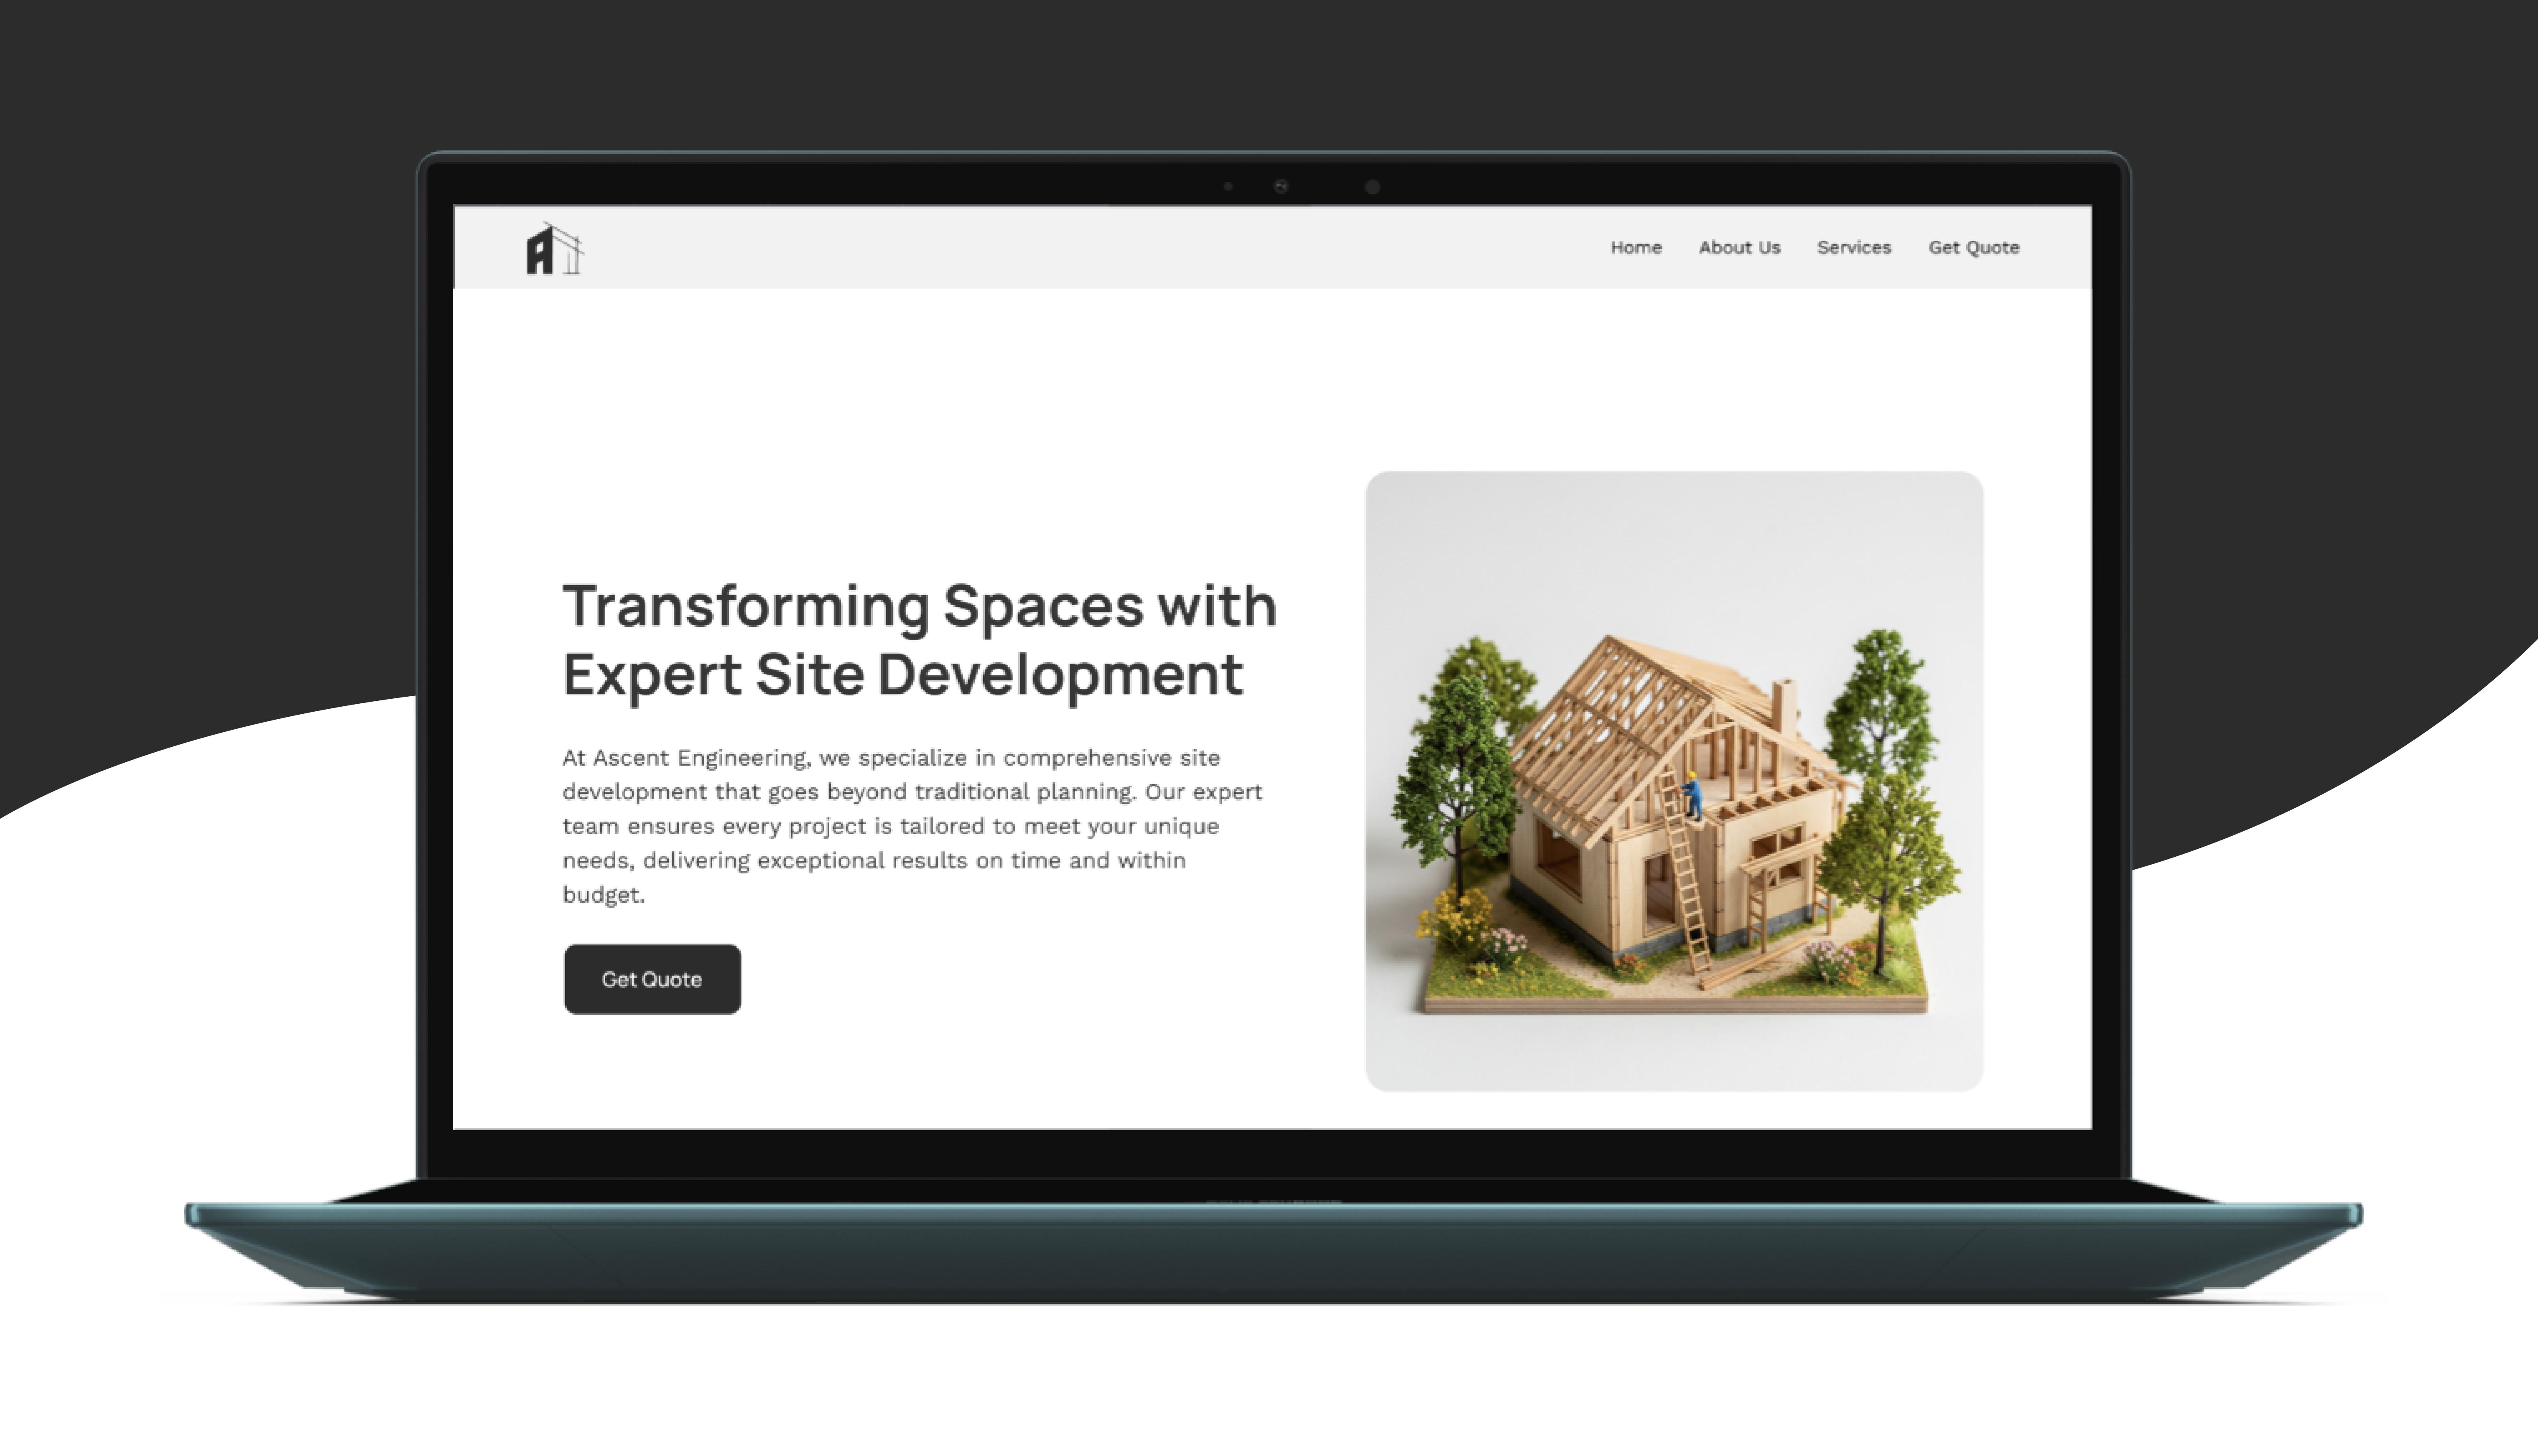 Home About Us Services Get Quote
Transforming Spaces with
Expert Site Development
At Ascent Engineering, we specialize in comprehensive site
development that goes beyond traditional planning. Our expert
team ensures every project is tailored to meet your unique
needs, delivering exceptional results on time and within
budget.
Get Quote